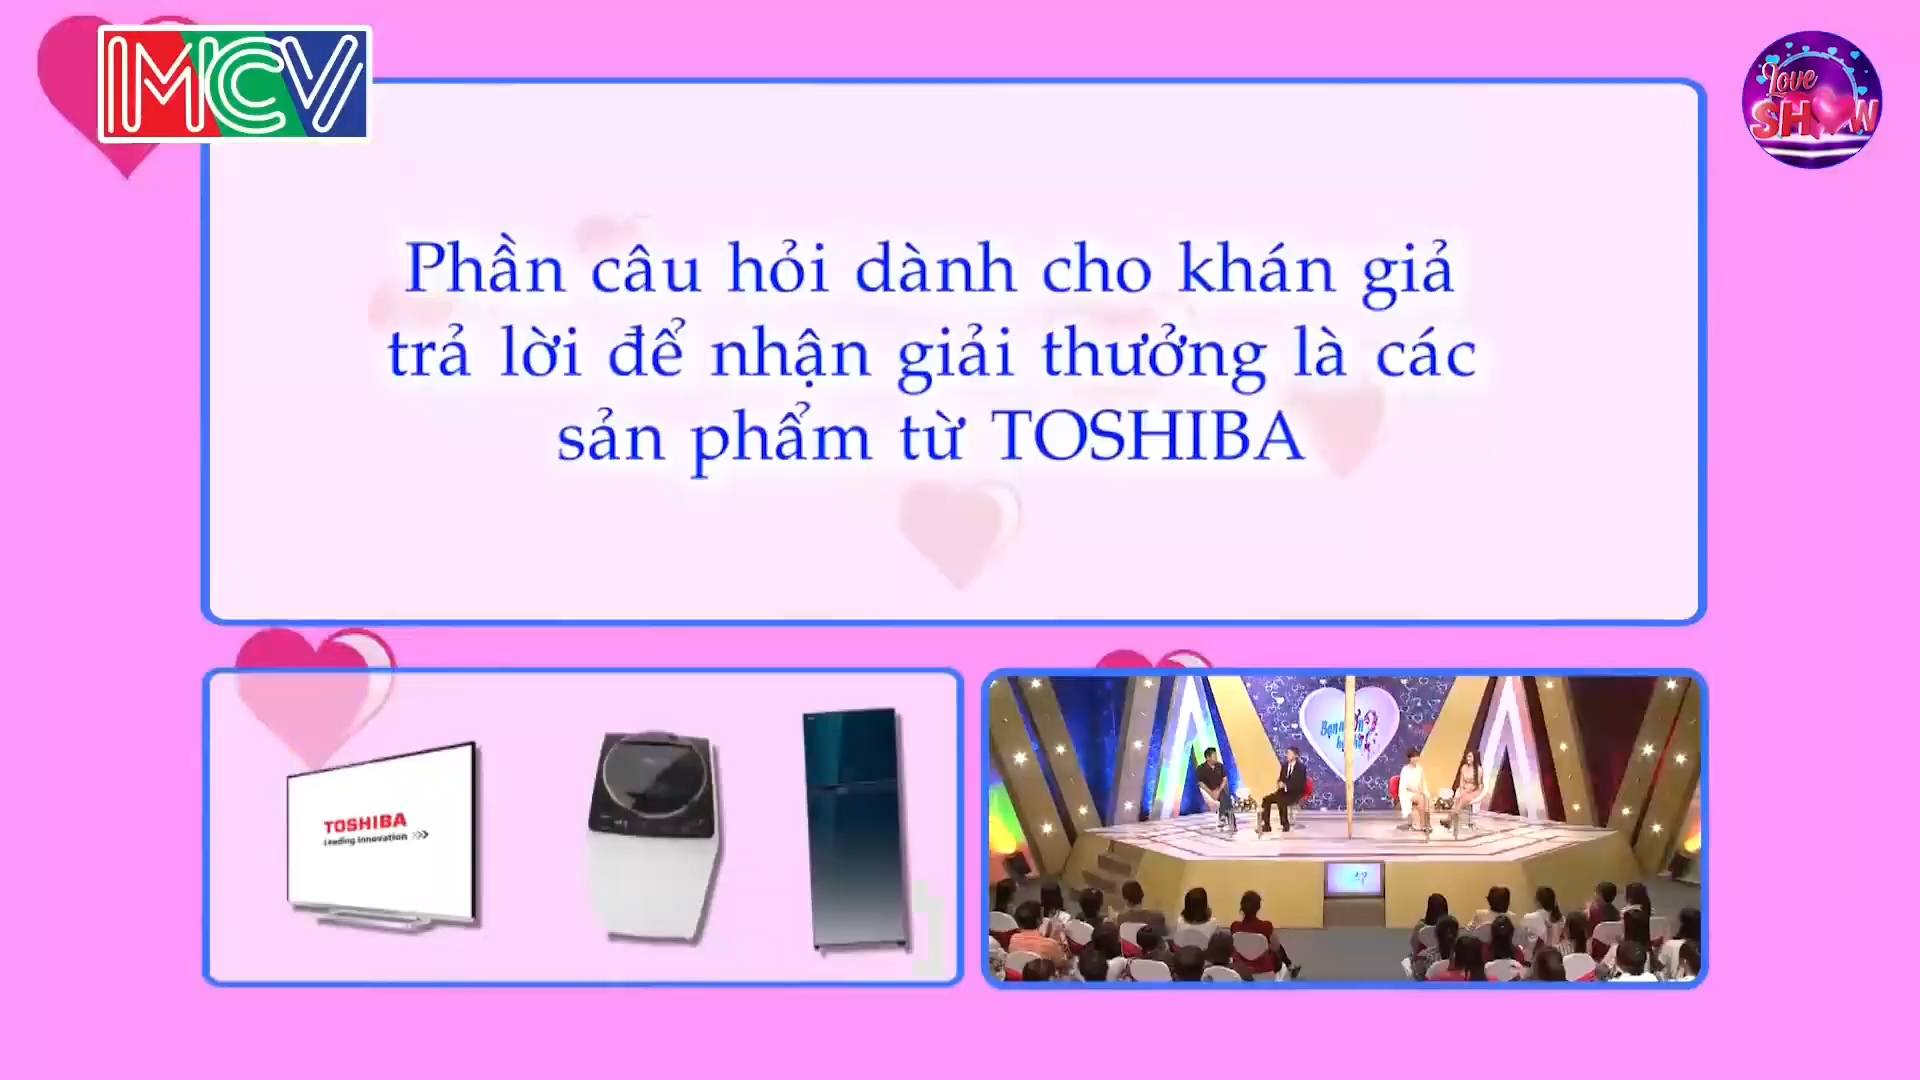 MCV
Love
SHOW
Phần câu hỏi dành cho khán giả
trả lời để nhận giải thưởng là các
sản phẩm từ TOSHIBA
TOSHIBA
Leading Innovation >>>